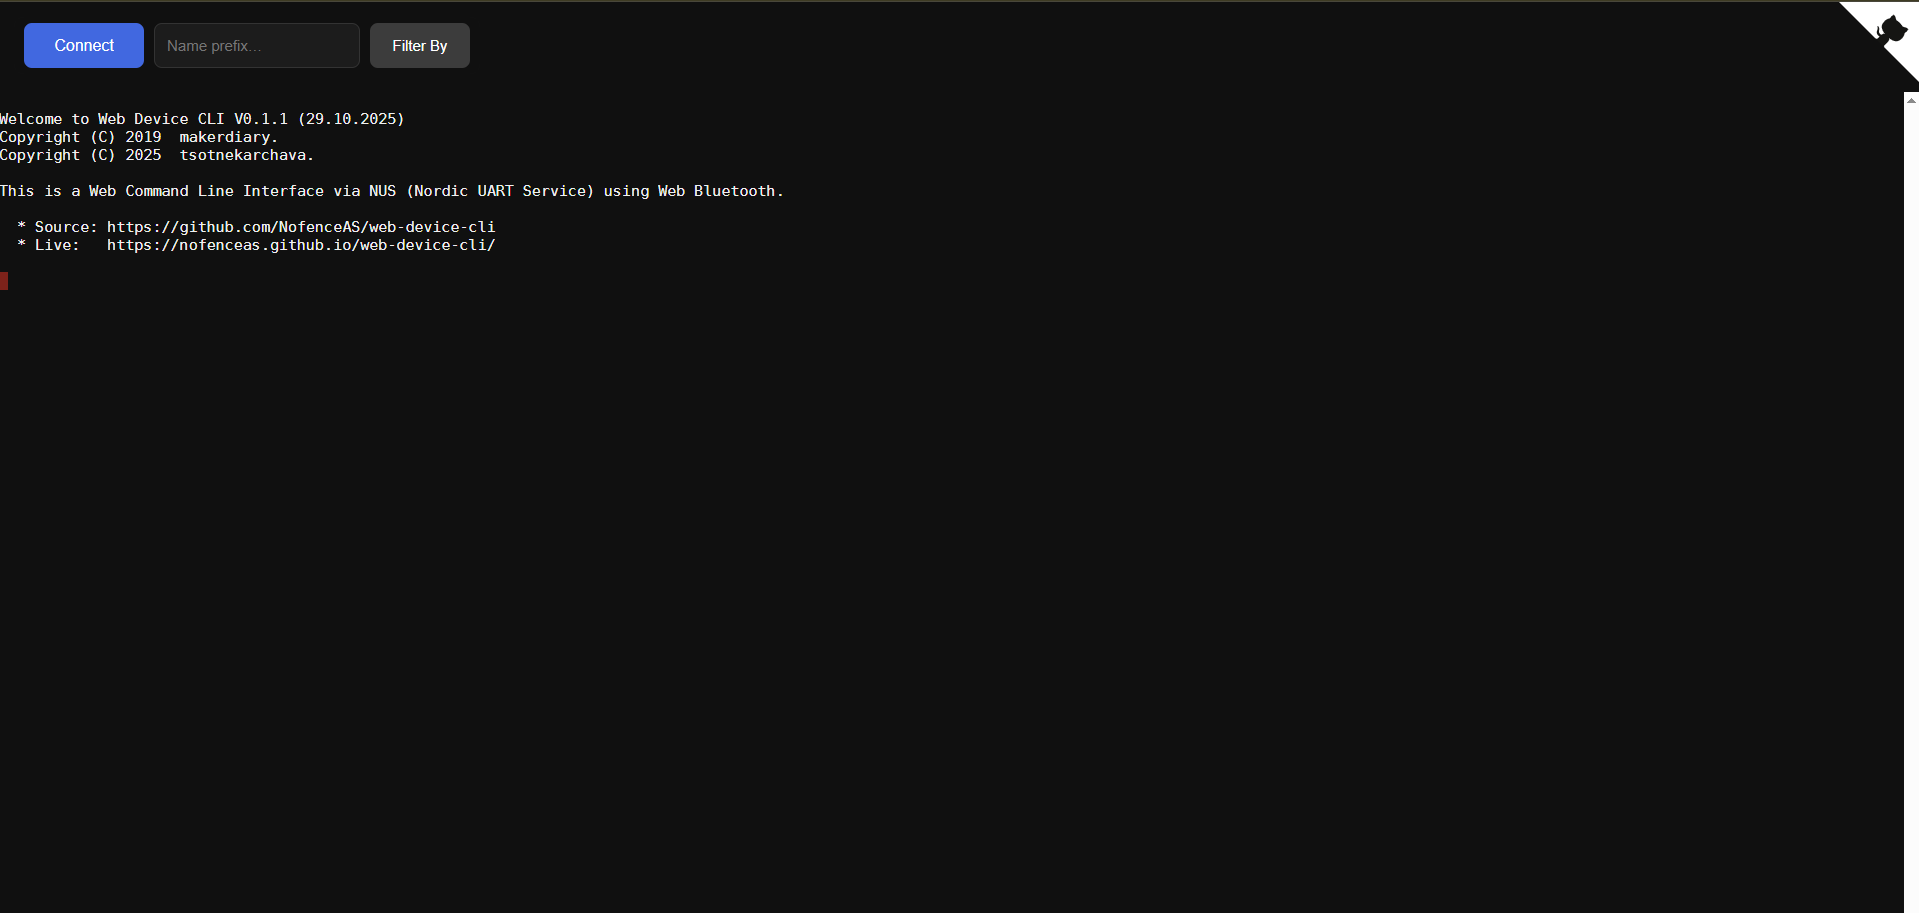 Connect
Name prefix...
Filter By
Welcome to Web Device CLI V0.1.1 (29.10.2025)
Copyright (C) 2019  makerdiary.
Copyright (C) 2025  tsotnekarchava.
This is a Web Command Line Interface via NUS (Nordic UART Service) using Web Bluetooth.
* Source: https://github.com/NofenceAS/web-device-cli
* Live:   https://nofenceas.github.io/web-device-cli/